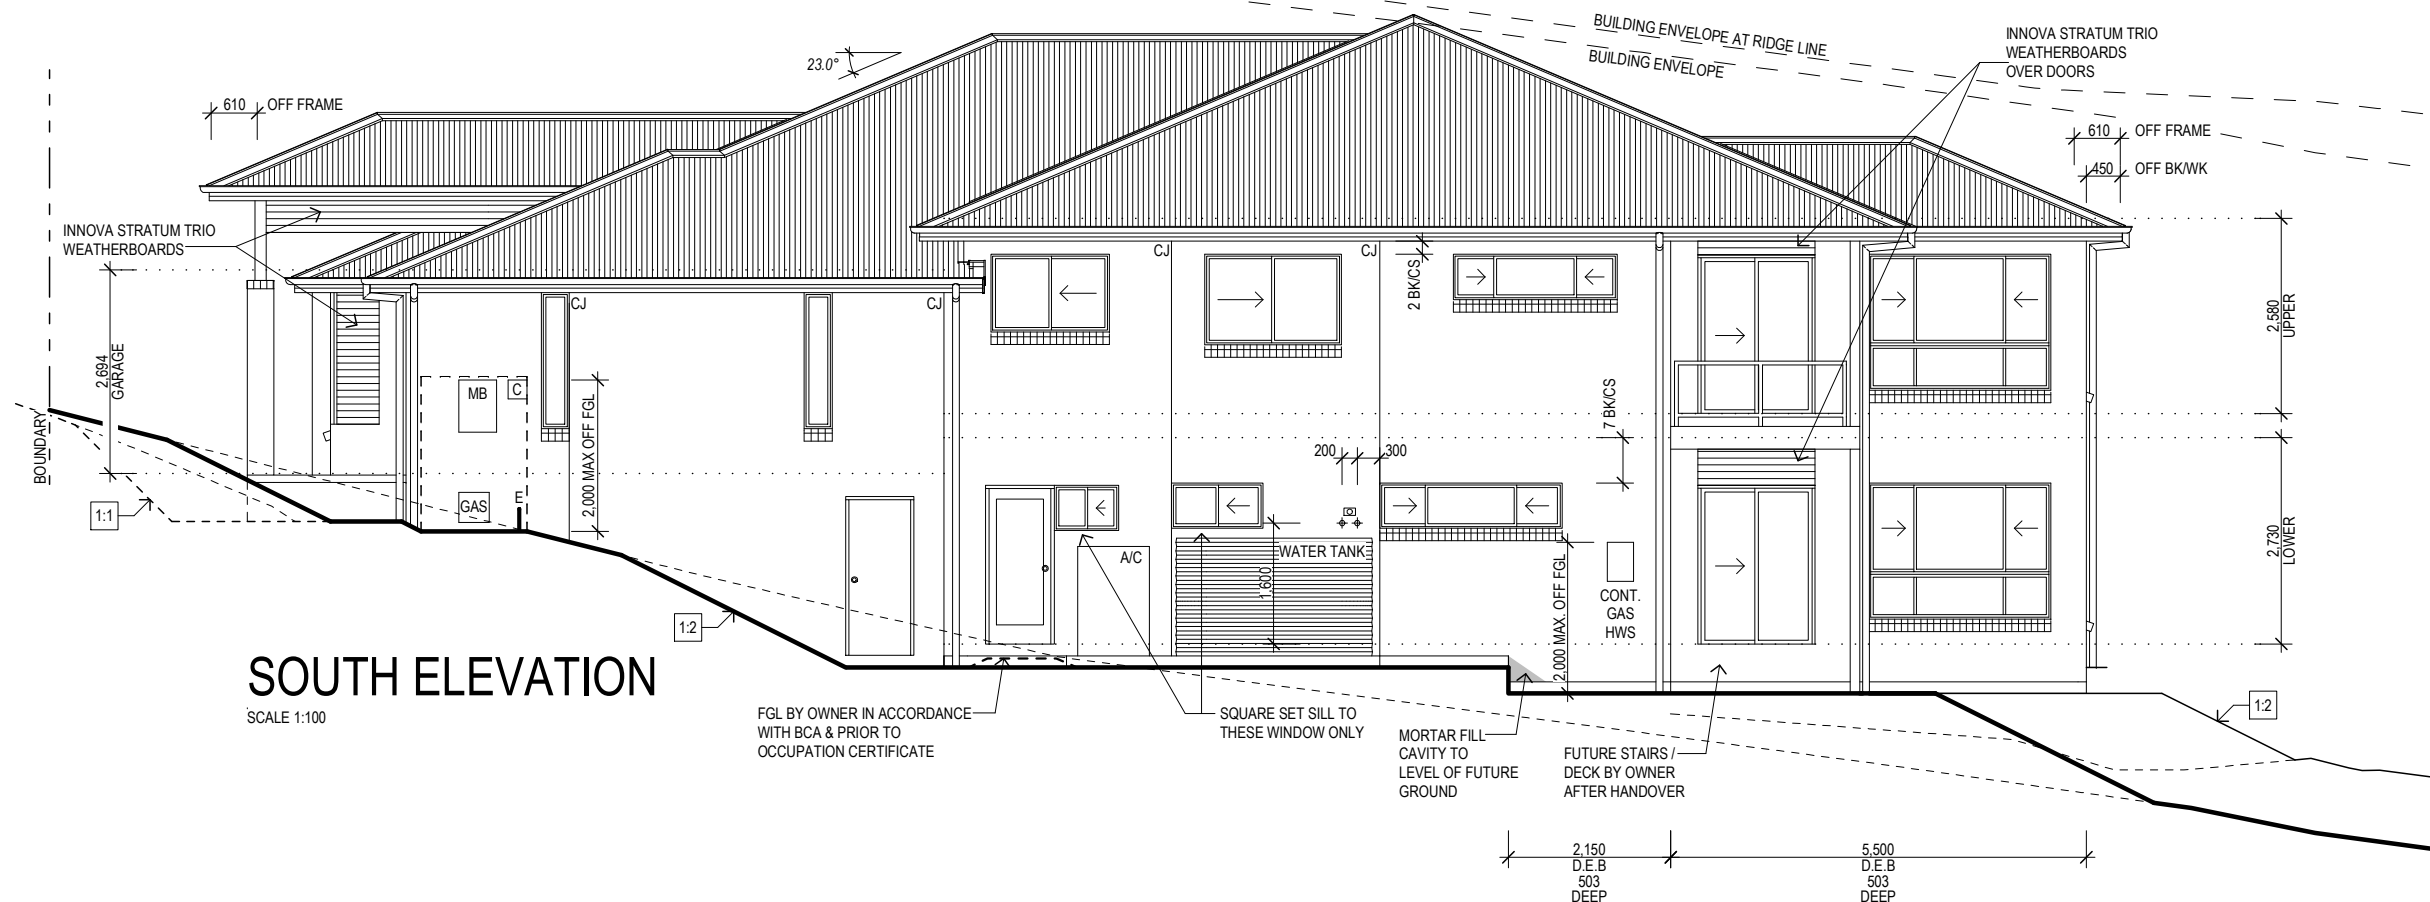 BUILDING ENVELOPE AT RIDGE LINE
BUILDING ENVELOPE
INNOVA STRATUM TRIO
WEATHERBOARDS
OVER DOORS
23.0°
610 OFF FRAME
610 OFF FRAME
450 OFF BK/WK
INNOVA STRATUM TRIO
WEATHERBOARDS
CJ
CJ
CJ
CJ
2 BK/CS
2,580
UPPER
2,694
GARAGE
MB
C
2,000 MAX OFF FGL
7 BK/CS
BOUNDARY
200
300
1:1
GAS
E
WATER TANK
A/C
1,600
2,730
LOWER
2,000 MAX. OFF FGL
CONT.
GAS
HWS
1:2
SOUTH ELEVATION
SCALE 1:100
FGL BY OWNER IN ACCORDANCE
WITH BCA & PRIOR TO
OCCUPATION CERTIFICATE
SQUARE SET SILL TO
THESE WINDOW ONLY
MORTAR FILL
CAVITY TO
LEVEL OF FUTURE
GROUND
FUTURE STAIRS /
DECK BY OWNER
AFTER HANDOVER
1:2
2,150
D.E.B
503
DEEP
5,500
D.E.B
503
DEEP